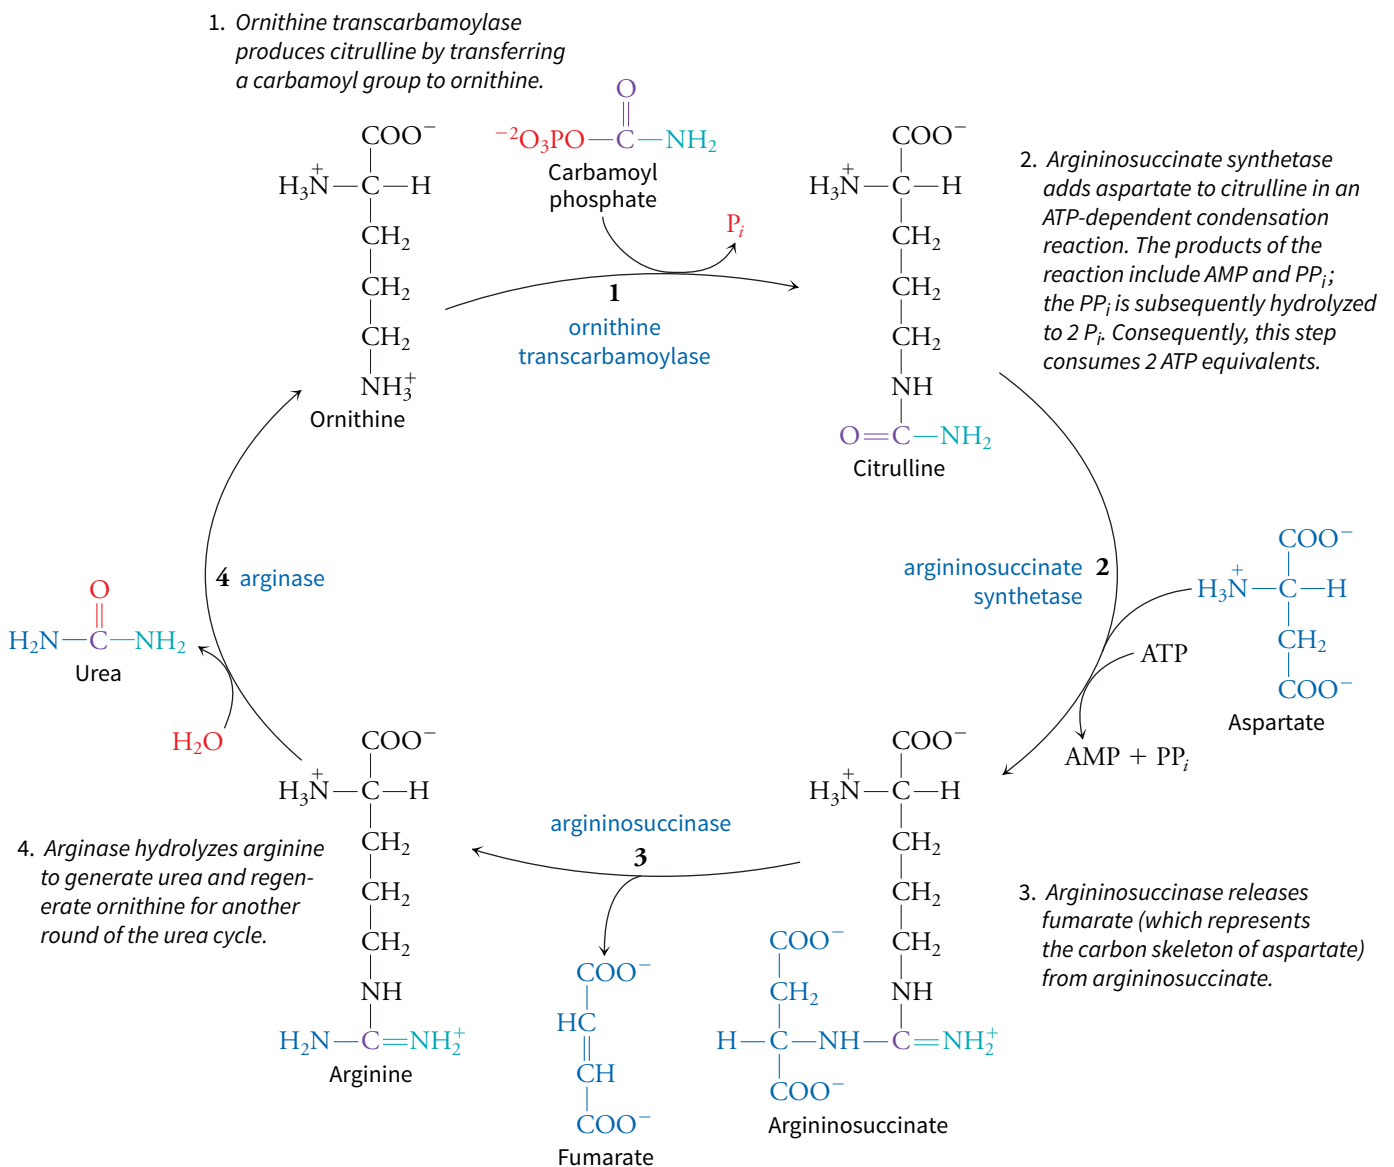 1. Ornithine transcarbamoylase
produces citrulline by transferring
a carbamoyl group to ornithine.
O
⁻²O₃PO—C—NH₂
Carbamoyl
phosphate
Pᵢ
COO⁻
H₃N⁺—C—H
CH₂
CH₂
CH₂
NH₃⁺
Ornithine
1
ornithine
transcarbamoylase
COO⁻
H₃N⁺—C—H
CH₂
CH₂
CH₂
NH
O=C—NH₂
Citrulline
2. Argininosuccinate synthetase
adds aspartate to citrulline in an
ATP-dependent condensation
reaction. The products of the
reaction include AMP and PPᵢ;
the PPᵢ is subsequently hydrolyzed
to 2 Pᵢ. Consequently, this step
consumes 2 ATP equivalents.
argininosuccinate 2
synthetase
COO⁻
H₃N⁺—C—H
CH₂
COO⁻
Aspartate
ATP
AMP + PPᵢ
COO⁻
H₃N⁺—C—H
CH₂
CH₂
CH₂
NH
COO⁻
CH₂
H—C—NH—C=NH₂⁺
COO⁻
Argininosuccinate
3. Argininosuccinase releases
fumarate (which represents
the carbon skeleton of aspartate)
from argininosuccinate.
argininosuccinase
3
COO⁻
HC
CH
COO⁻
Fumarate
COO⁻
H₃N⁺—C—H
CH₂
CH₂
CH₂
NH
H₂N—C=NH₂⁺
Arginine
4. Arginase hydrolyzes arginine
to generate urea and regen-
erate ornithine for another
round of the urea cycle.
4 arginase
H₂O
O
H₂N—C—NH₂
Urea